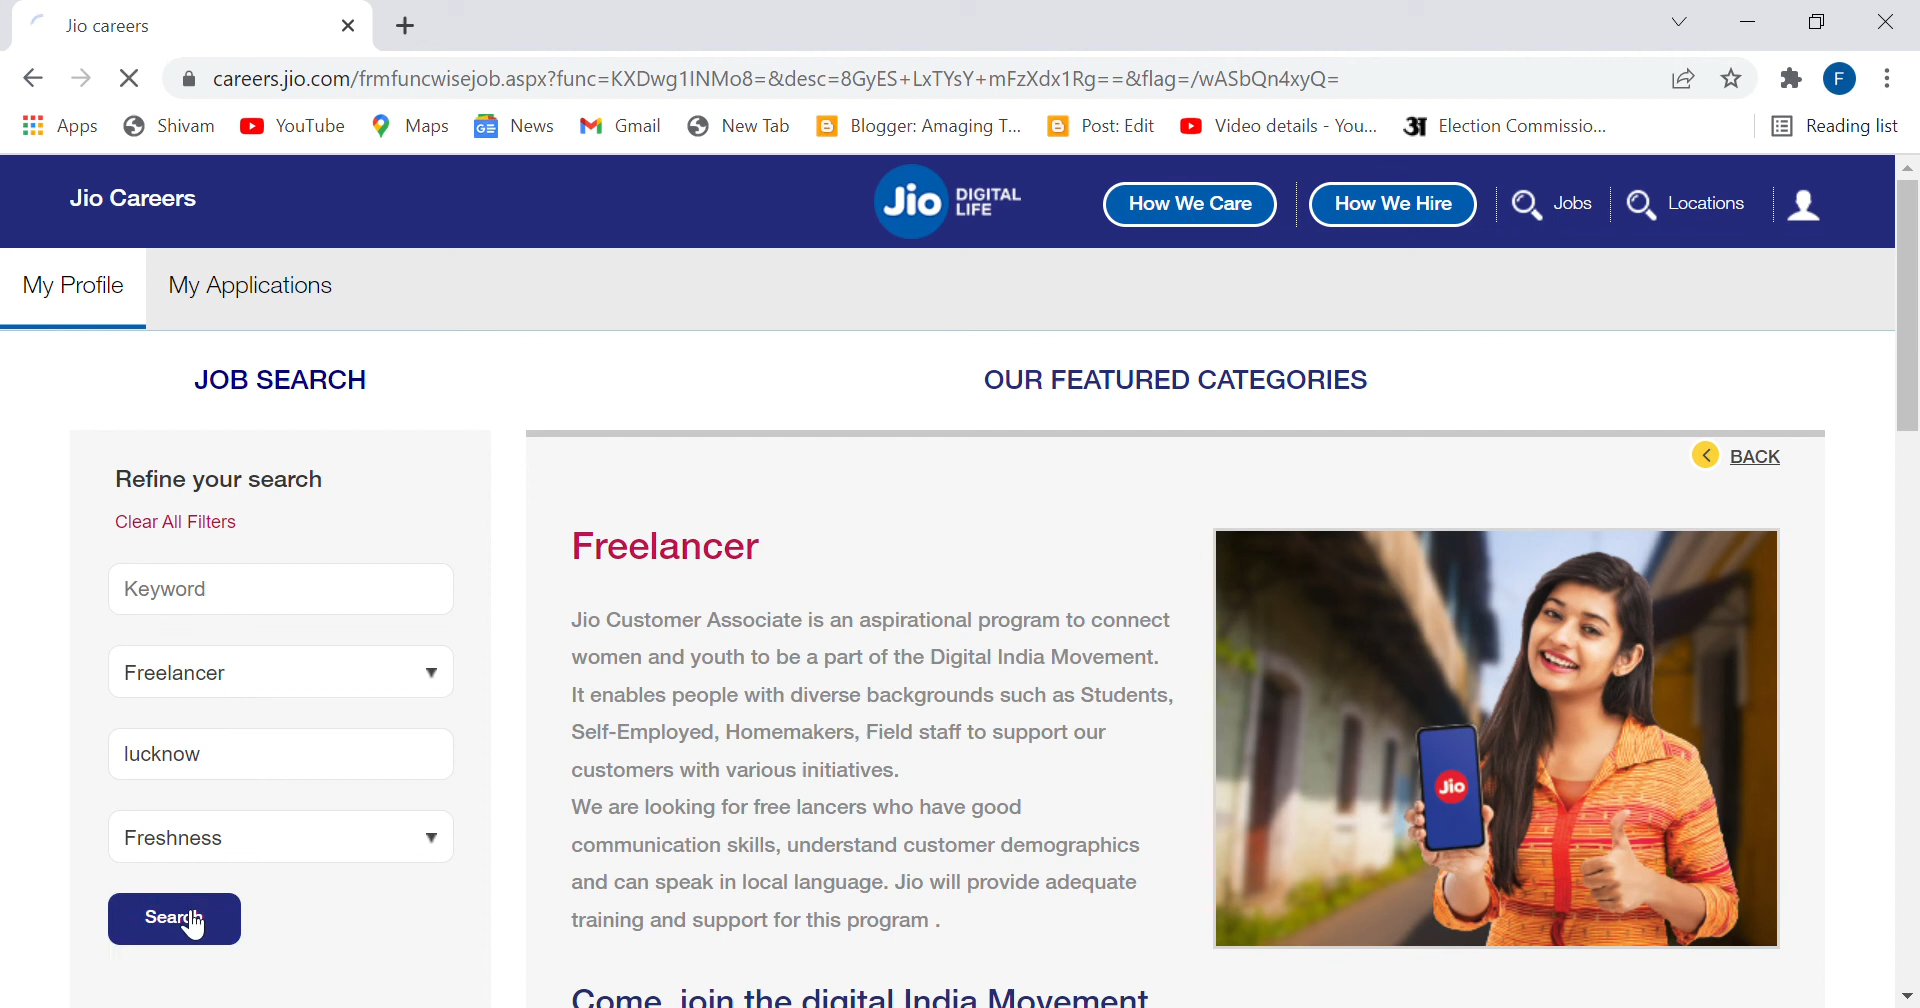 Jio careers
careers.jio.com/frmfuncwisejob.aspx?func=KXDwg1INMo8=&desc=8GyES+LxTYsY+mFzXdx1Rg==&flag=/wASbQn4xyQ=
F
Apps Shivam YouTube Maps News Gmail New Tab Blogger: Amaging T... Post: Edit Video details - You... Election Commissio... Reading list
Jio Careers
Jio DIGITAL
LIFE
How We Care How We Hire Jobs Locations
My Profile My Applications
JOB SEARCH
Refine your search
Clear All Filters
Keyword
Freelancer
lucknow
Freshness
Search
OUR FEATURED CATEGORIES
BACK
Freelancer
Jio Customer Associate is an aspirational program to connect
women and youth to be a part of the Digital India Movement.
It enables people with diverse backgrounds such as Students,
Self-Employed, Homemakers, Field staff to support our
customers with various initiatives.
We are looking for free lancers who have good
communication skills, understand customer demographics
and can speak in local language. Jio will provide adequate
training and support for this program .
Jio
Come, join the digital India Movement